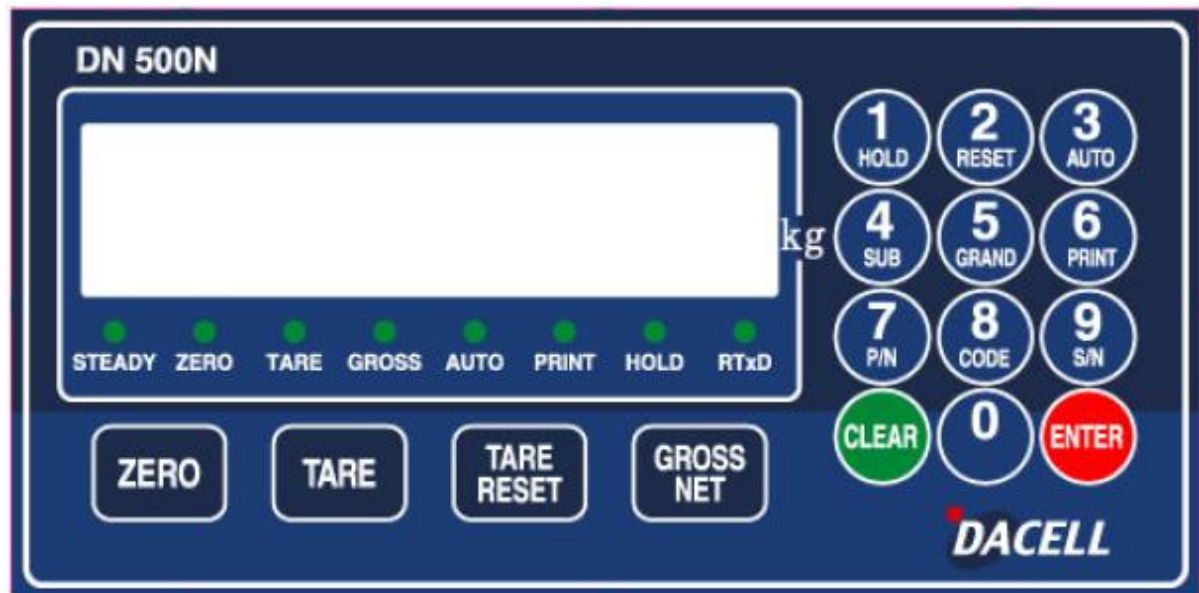 DN 500N
kg
STEADY ZERO TARE GROSS AUTO PRINT HOLD RTxD
ZERO
TARE
TARE
RESET
GROSS
NET
1
HOLD
2
RESET
3
AUTO
4
SUB
5
GRAND
6
PRINT
7
P/N
8
CODE
9
S/N
CLEAR
0
ENTER
DACELL